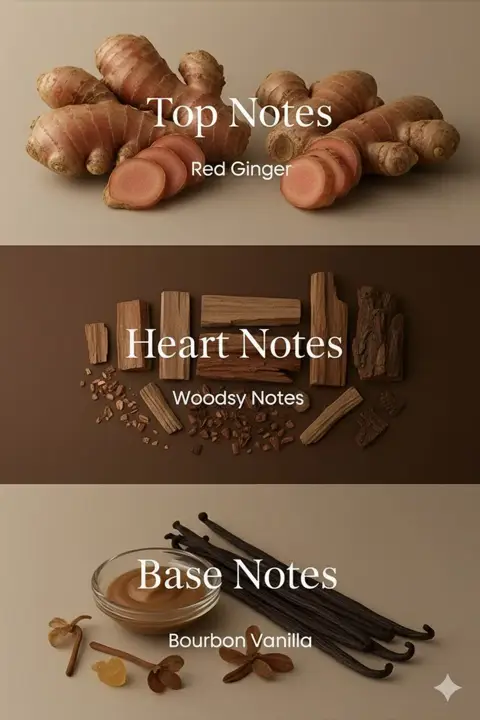 Top Notes
Red Ginger
Heart Notes
Woodsy Notes
Base Notes
Bourbon Vanilla